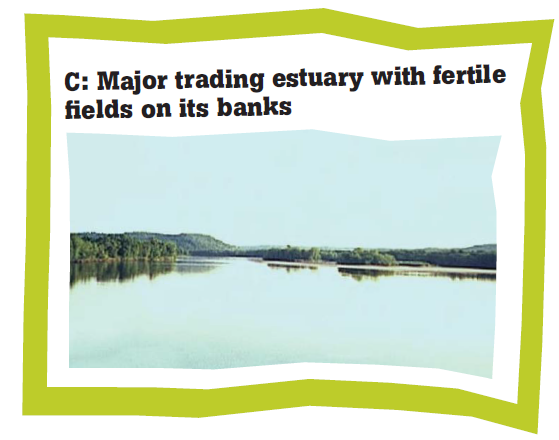 C: Major trading estuary with fertile
fields on its banks